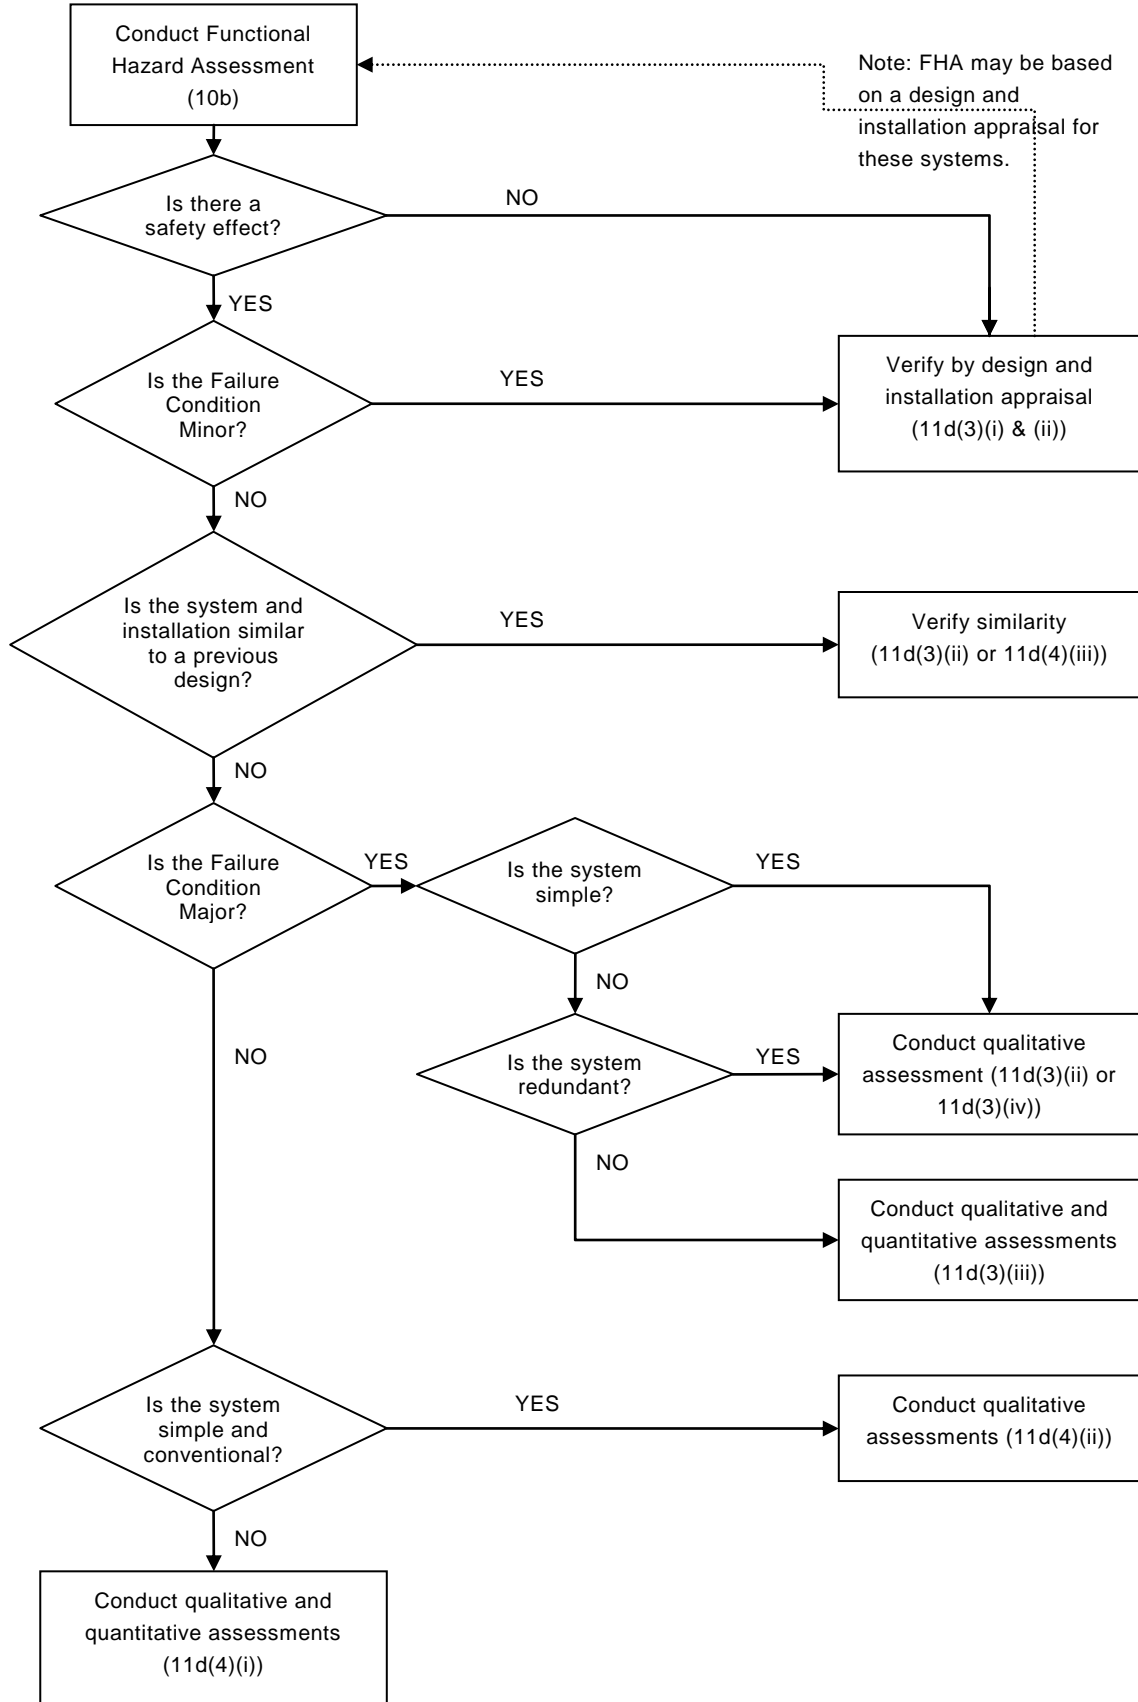 Conduct Functional
Hazard Assessment
(10b)
Note: FHA may be based
on a design and
installation appraisal for
these systems.
Is there a
safety effect?
NO
YES
Is the Failure
Condition
Minor?
YES
Verify by design and
installation appraisal
(11d(3)(i) & (ii))
NO
Is the system and
installation similar
to a previous
design?
YES
Verify similarity
(11d(3)(ii) or 11d(4)(iii))
NO
Is the Failure
Condition
Major?
YES
Is the system
simple?
YES
NO
NO
Is the system
redundant?
YES
Conduct qualitative
assessment (11d(3)(ii) or
11d(3)(iv))
NO
Conduct qualitative and
quantitative assessments
(11d(3)(iii))
Is the system
simple and
conventional?
YES
Conduct qualitative
assessments (11d(4)(ii))
NO
Conduct qualitative and
quantitative assessments
(11d(4)(i))